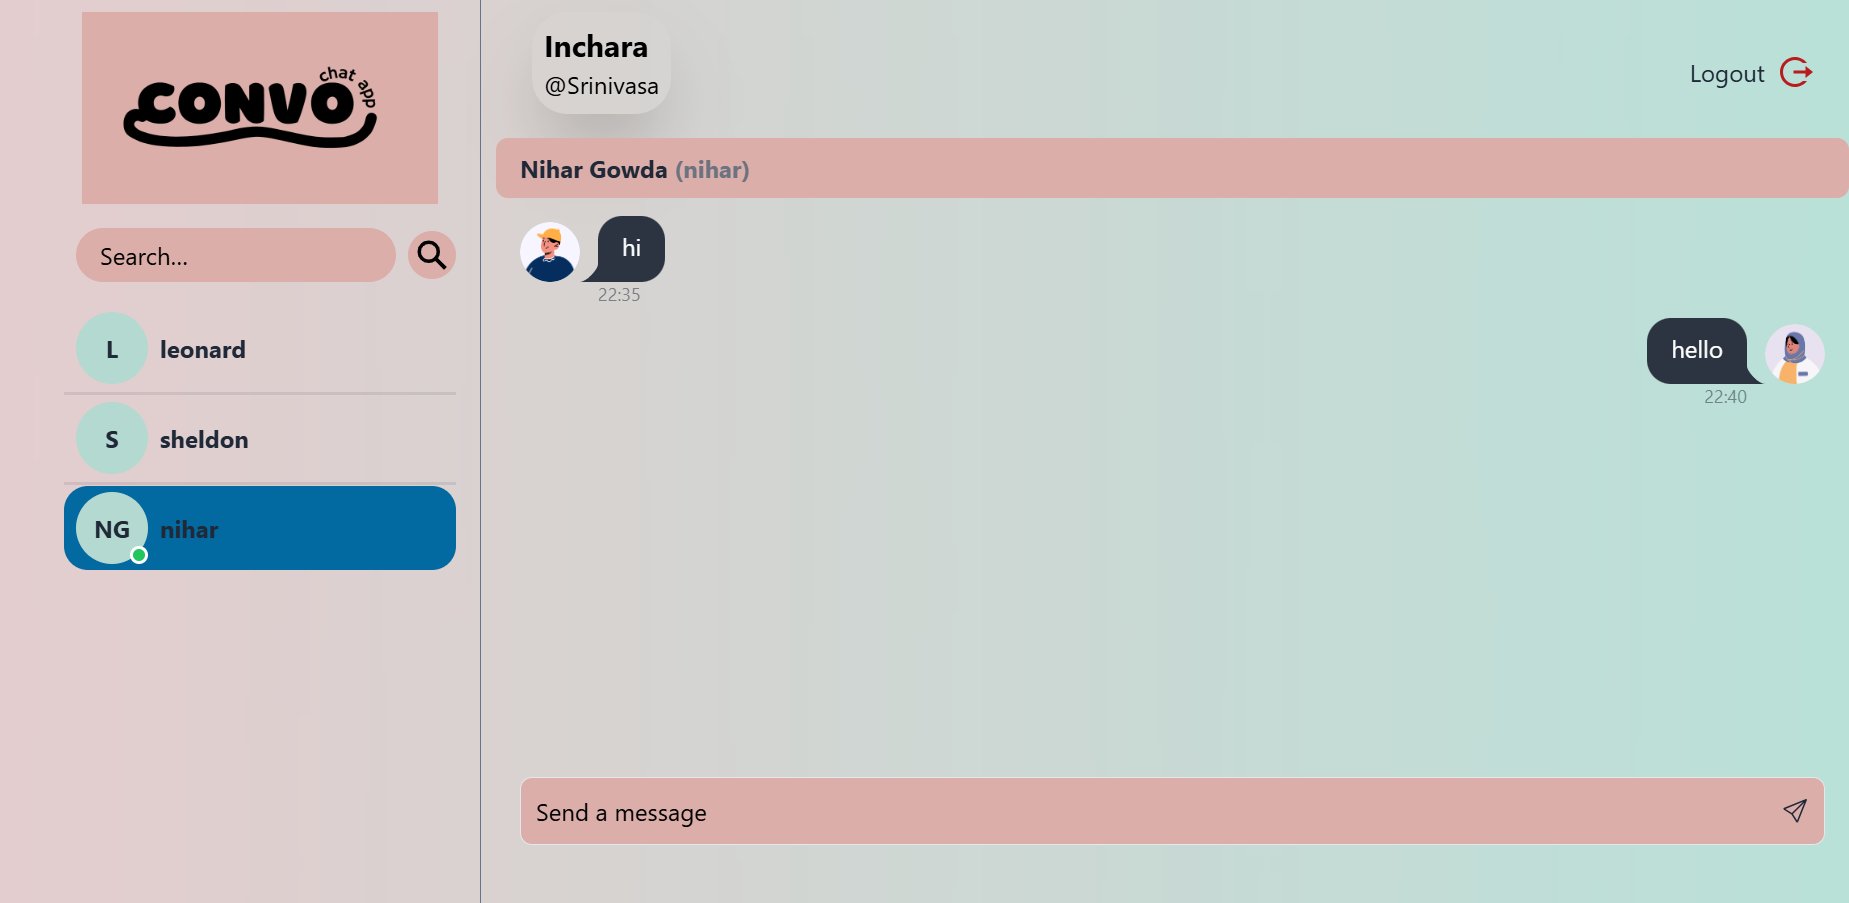 CONVO
chat app
Search...
L leonard
S sheldon
NG nihar
Inchara
@Srinivasa
Logout
Nihar Gowda (nihar)
hi
22:35
hello
22:40
Send a message